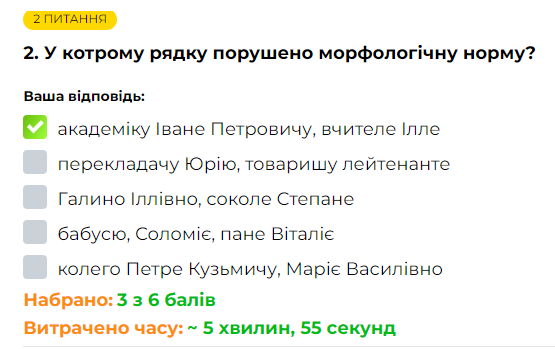 2 ПИТАННЯ
2. У котрому рядку порушено морфологічну норму?
Ваша відповідь:
академіку Іване Петровичу, вчителе Ілле
перекладачу Юрію, товаришу лейтенанте
Галино Іллівно, соколе Степане
бабусю, Соломіє, пане Віталіє
колего Петре Кузьмичу, Маріє Василівно
Набрано: 3 з 6 балів
Витрачено часу: ~ 5 хвилин, 55 секунд